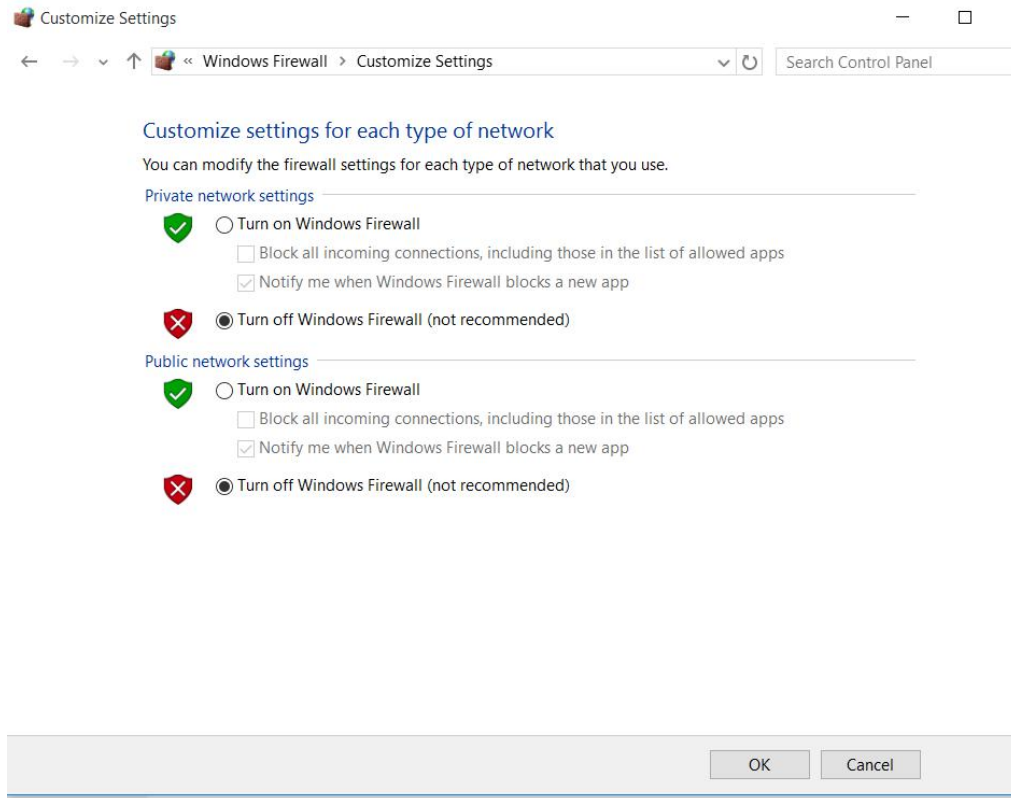 Customize Settings
« Windows Firewall > Customize Settings Search Control Panel
Customize settings for each type of network
You can modify the firewall settings for each type of network that you use.
Private network settings
Turn on Windows Firewall
Block all incoming connections, including those in the list of allowed apps
Notify me when Windows Firewall blocks a new app
Turn off Windows Firewall (not recommended)
Public network settings
Turn on Windows Firewall
Block all incoming connections, including those in the list of allowed apps
Notify me when Windows Firewall blocks a new app
Turn off Windows Firewall (not recommended)
OK Cancel